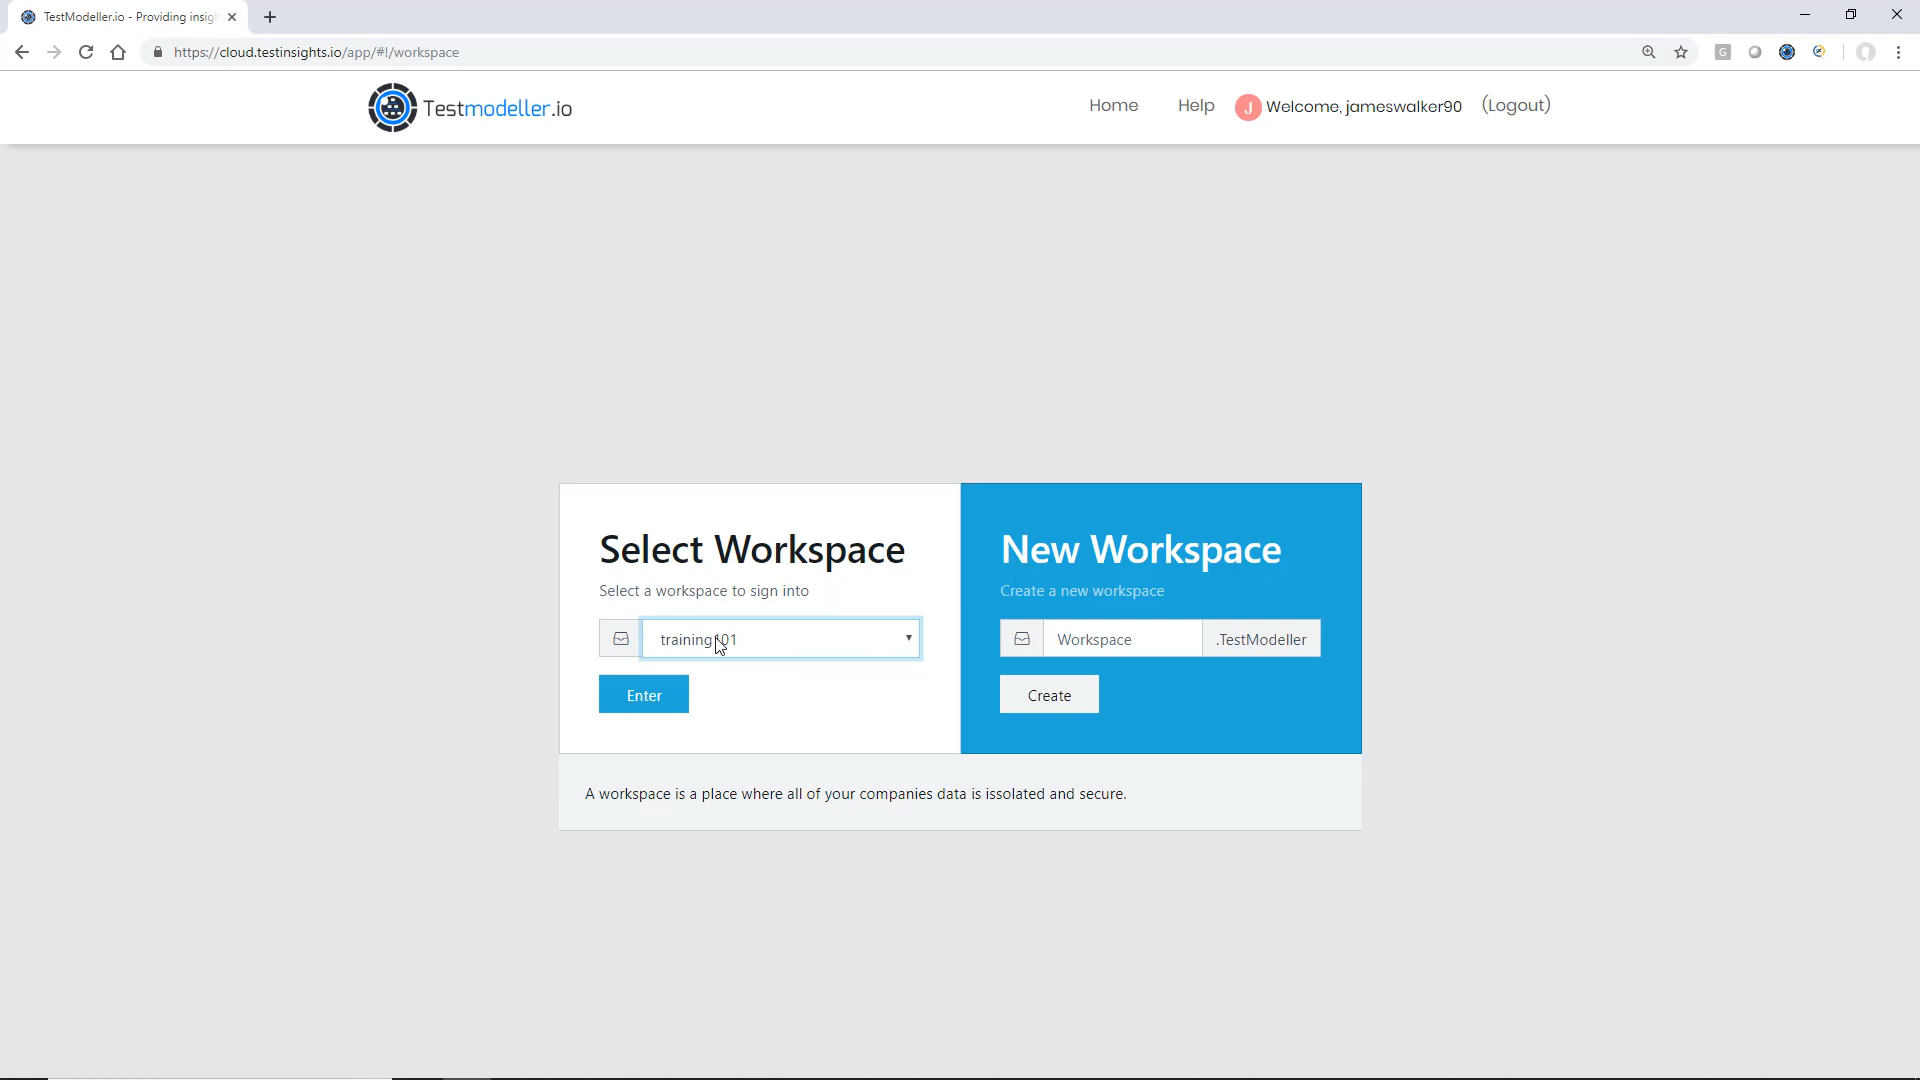 TestModeller.io - Providing insig
https://cloud.testinsights.io/app/#!/workspace
G
Testmodeller.io
Home
Help
J
Welcome, jameswalker90
(Logout)
Select Workspace
Select a workspace to sign into
training101
Enter
New Workspace
Create a new workspace
Workspace
.TestModeller
Create
A workspace is a place where all of your companies data is issolated and secure.